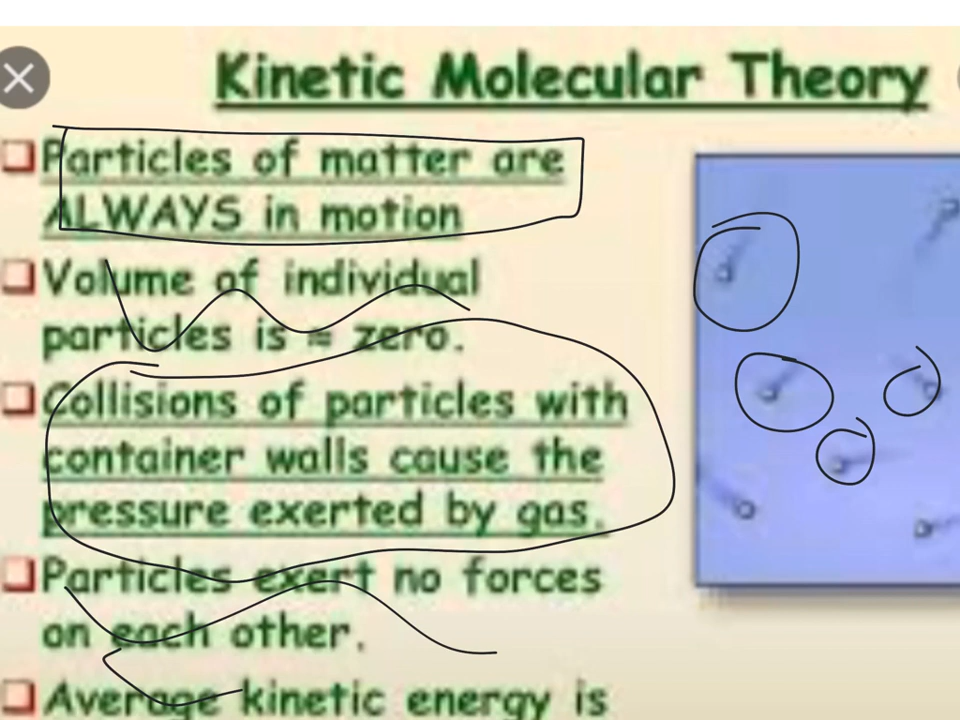 Kinetic Molecular Theory
Particles of matter are
ALWAYS in motion
Volume of individual
particles is ≈ zero.
Collisions of particles with
container walls cause the
pressure exerted by gas.
Particles exert no forces
on each other.
Average kinetic energy is